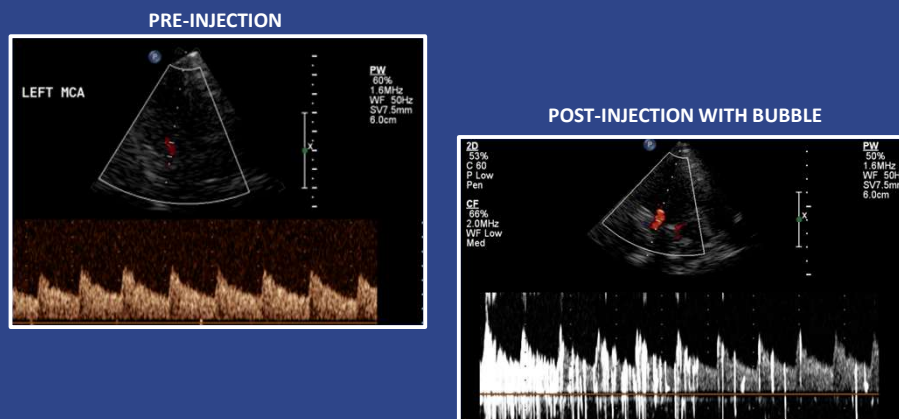 PRE-INJECTION
P
LEFT MCA
PW
60%
1.6MHz
WF 50Hz
SV7.5mm
6.0cm
X
POST-INJECTION WITH BUBBLE
P
2D
53%
C 60
P Low
Pen
CF
66%
2.0MHz
WF Low
Med
PW
50%
1.6MHz
WF 50H
SV7.5mm
6.0cm
X